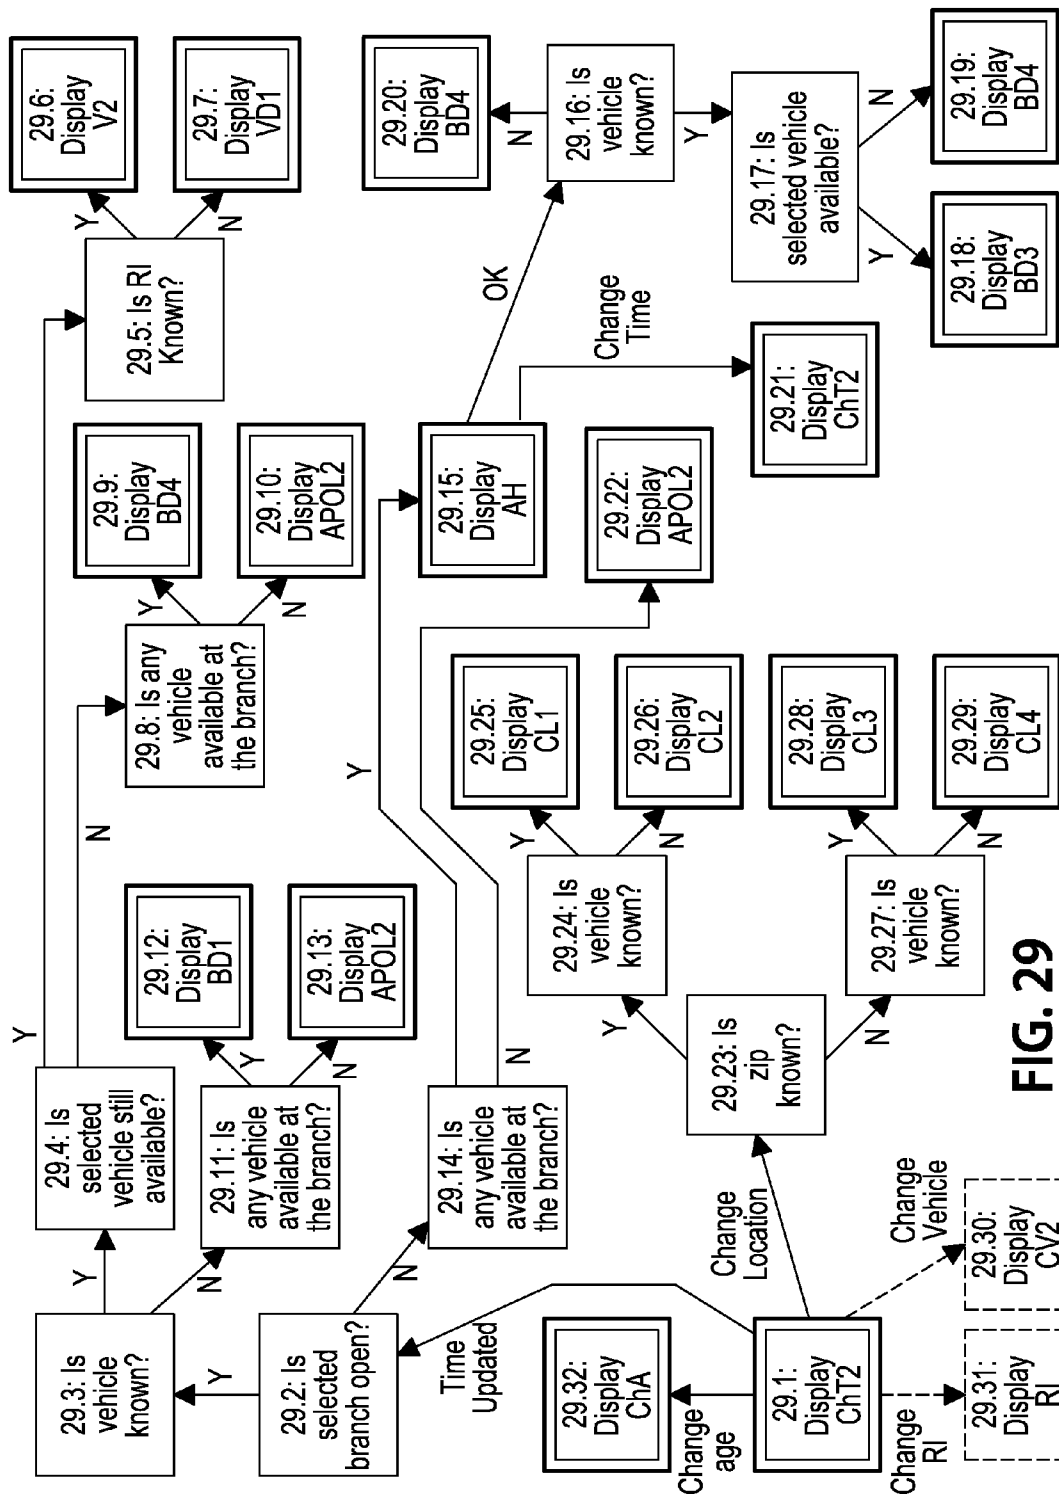 29.6:
Display
V2
29.7:
Display
VD1
Y
N
29.5: Is RI
Known?
Y
29.4: Is
selected
vehicle still
available?
N
29.9:
Display
BD4
29.10:
Display
APOL2
Y
N
29.8: Is any
vehicle
available at
the branch?
29.3: Is
vehicle
known?
Y
N
29.12:
Display
BD1
29.13:
Display
APOL2
Y
N
29.11: Is
any vehicle
available at
the branch?
29.2: Is
selected
branch open?
Y
N
29.14: Is
any vehicle
available at
the branch?
Y
N
29.15:
Display
AH
OK
Change
Time
29.20:
Display
BD4
N
29.16: Is
vehicle
known?
Y
29.17: Is
selected vehicle
available?
Y
N
29.18:
Display
BD3
29.19:
Display
BD4
29.21:
Display
ChT2
29.22:
Display
APOL2
29.25:
Display
CL1
29.26:
Display
CL2
Y
N
29.24: Is
vehicle
known?
29.28:
Display
CL3
29.29:
Display
CL4
Y
N
29.27: Is
vehicle
known?
Y
N
29.23: Is
zip
known?
Time
Updated
Change
Location
Change
Vehicle
29.32:
Display
ChA
Change
age
29.1:
Display
ChT2
Change
RI
29.30:
Display
CV2
29.31:
Display
RI
FIG. 29